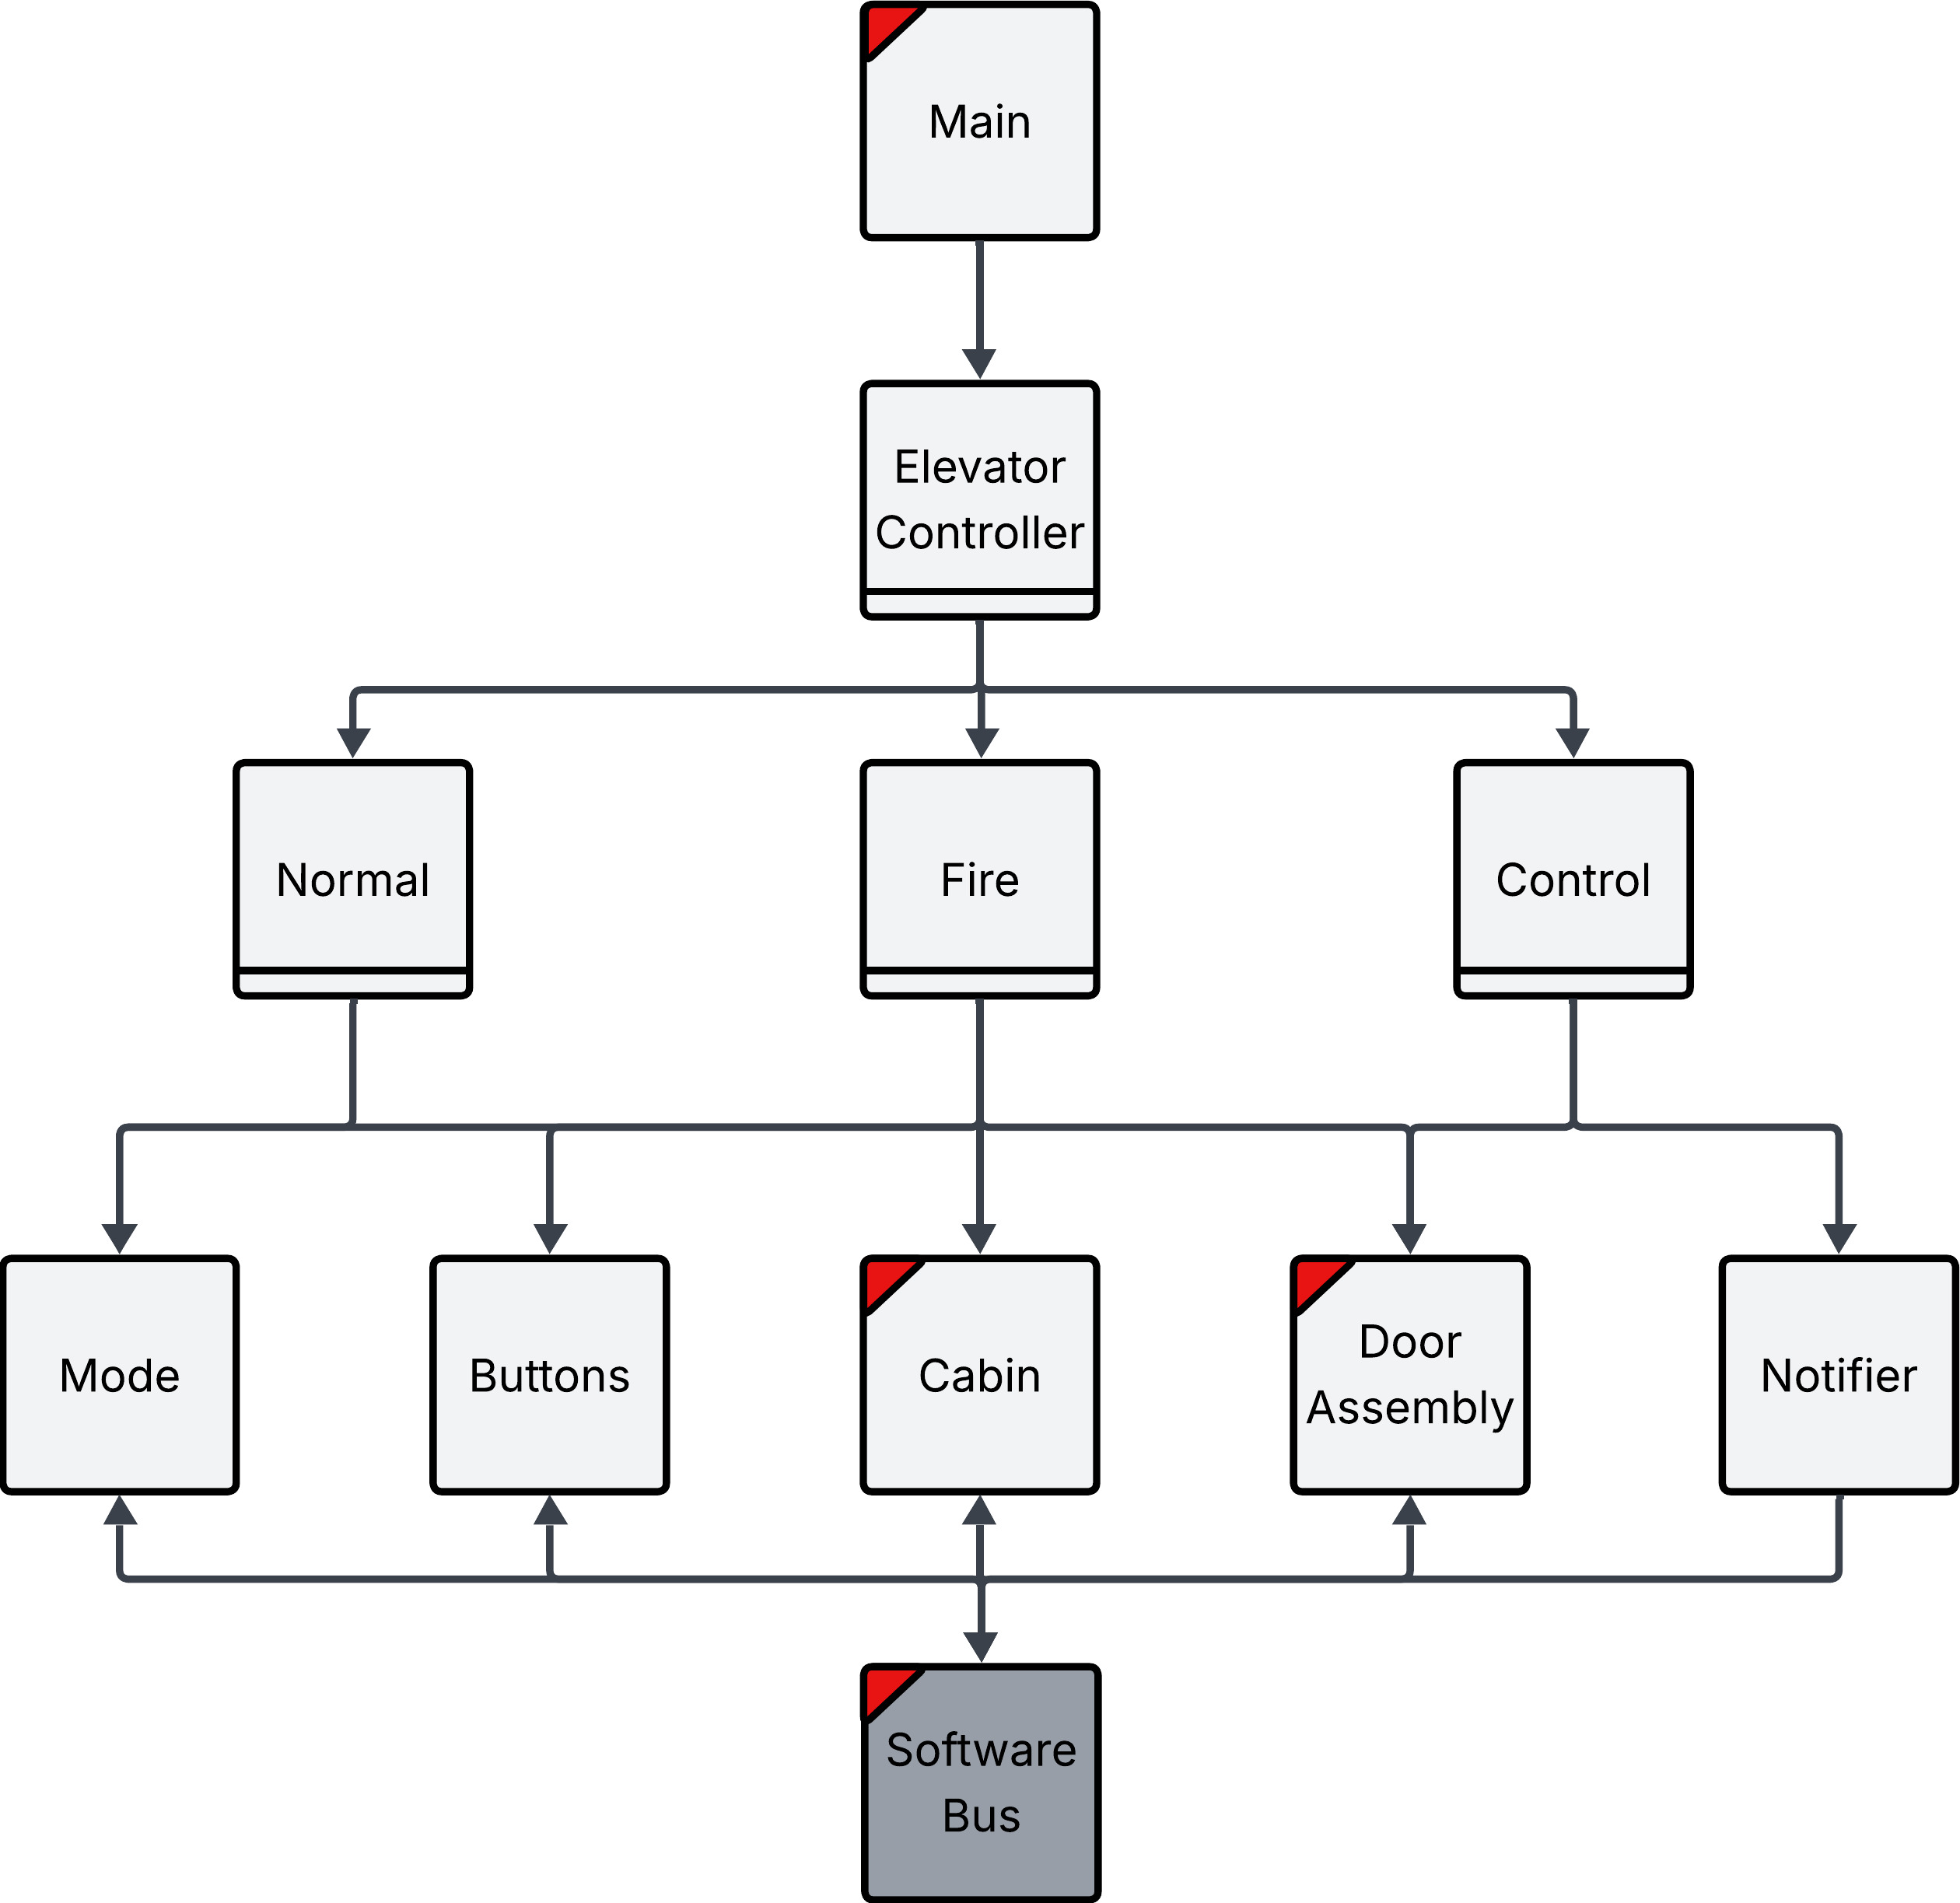 Main
Elevator
Controller
Normal
Fire
Control
Mode
Buttons
Cabin
Door
Assembly
Notifier
Software
Bus